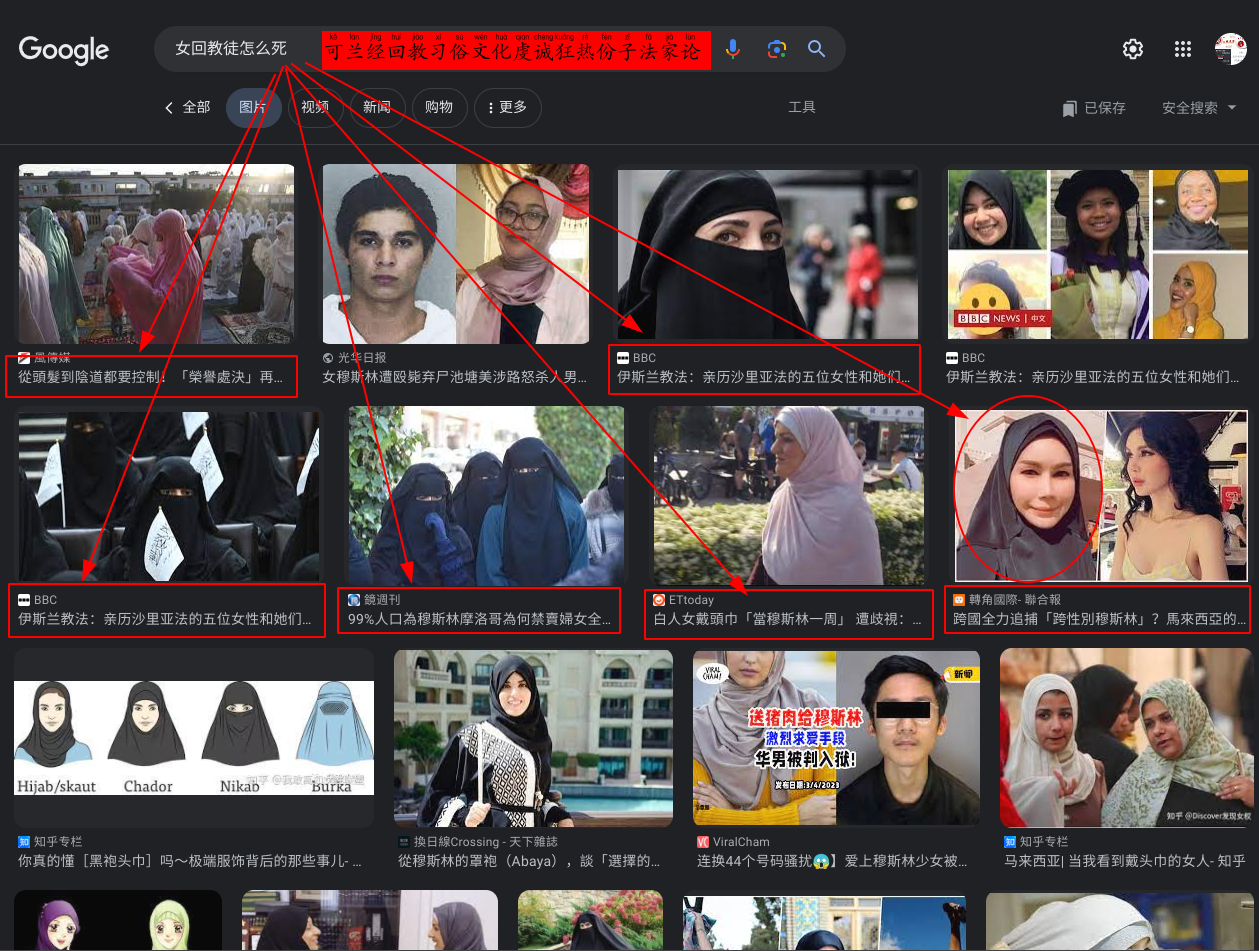 Google
女回教徒怎么死
kě lán jīng huí jiào xí sú wén huà qián chéng kuáng rè fèn zǐ fǎ jiā lùn
可兰经回教习俗文化虔诚狂热份子法家论
全部 图片 视频 新闻 购物 更多 工具 已保存 安全搜索
BBC NEWS 中文
風傳媒
從頭髮到陰道都要控制！「榮譽處決」再...
光华日报
女穆斯林遭殴毙弃尸池塘美涉路怒杀人男...
BBC
伊斯兰教法：亲历沙里亚法的五位女性和她们...
BBC
伊斯兰教法：亲历沙里亚法的五位女性和她们...
BBC
伊斯兰教法：亲历沙里亚法的五位女性和她们...
鏡週刊
99%人口為穆斯林摩洛哥為何禁賣婦女全...
ETtoday
白人女戴頭巾「當穆斯林一周」 遭歧視：...
轉角國際- 聯合報
跨國全力追捕「跨性別穆斯林」？馬來西亞的...
Hijab/skaut Chador Nikab Burka
VIRAL CHAM!
新闻
送猪肉给穆斯林
激烈求爱手段
华男被判入狱!
发布日期:3/4/2023
知乎 @Discover发现女权
知乎专栏
你真的懂［黑袍头巾］吗～极端服饰背后的那些事儿- ...
換日線Crossing - 天下雜誌
從穆斯林的罩袍（Abaya），談「選擇的...
ViralCham
连换44个号码骚扰😱】爱上穆斯林少女被...
知乎专栏
马来西亚| 当我看到戴头巾的女人- 知乎